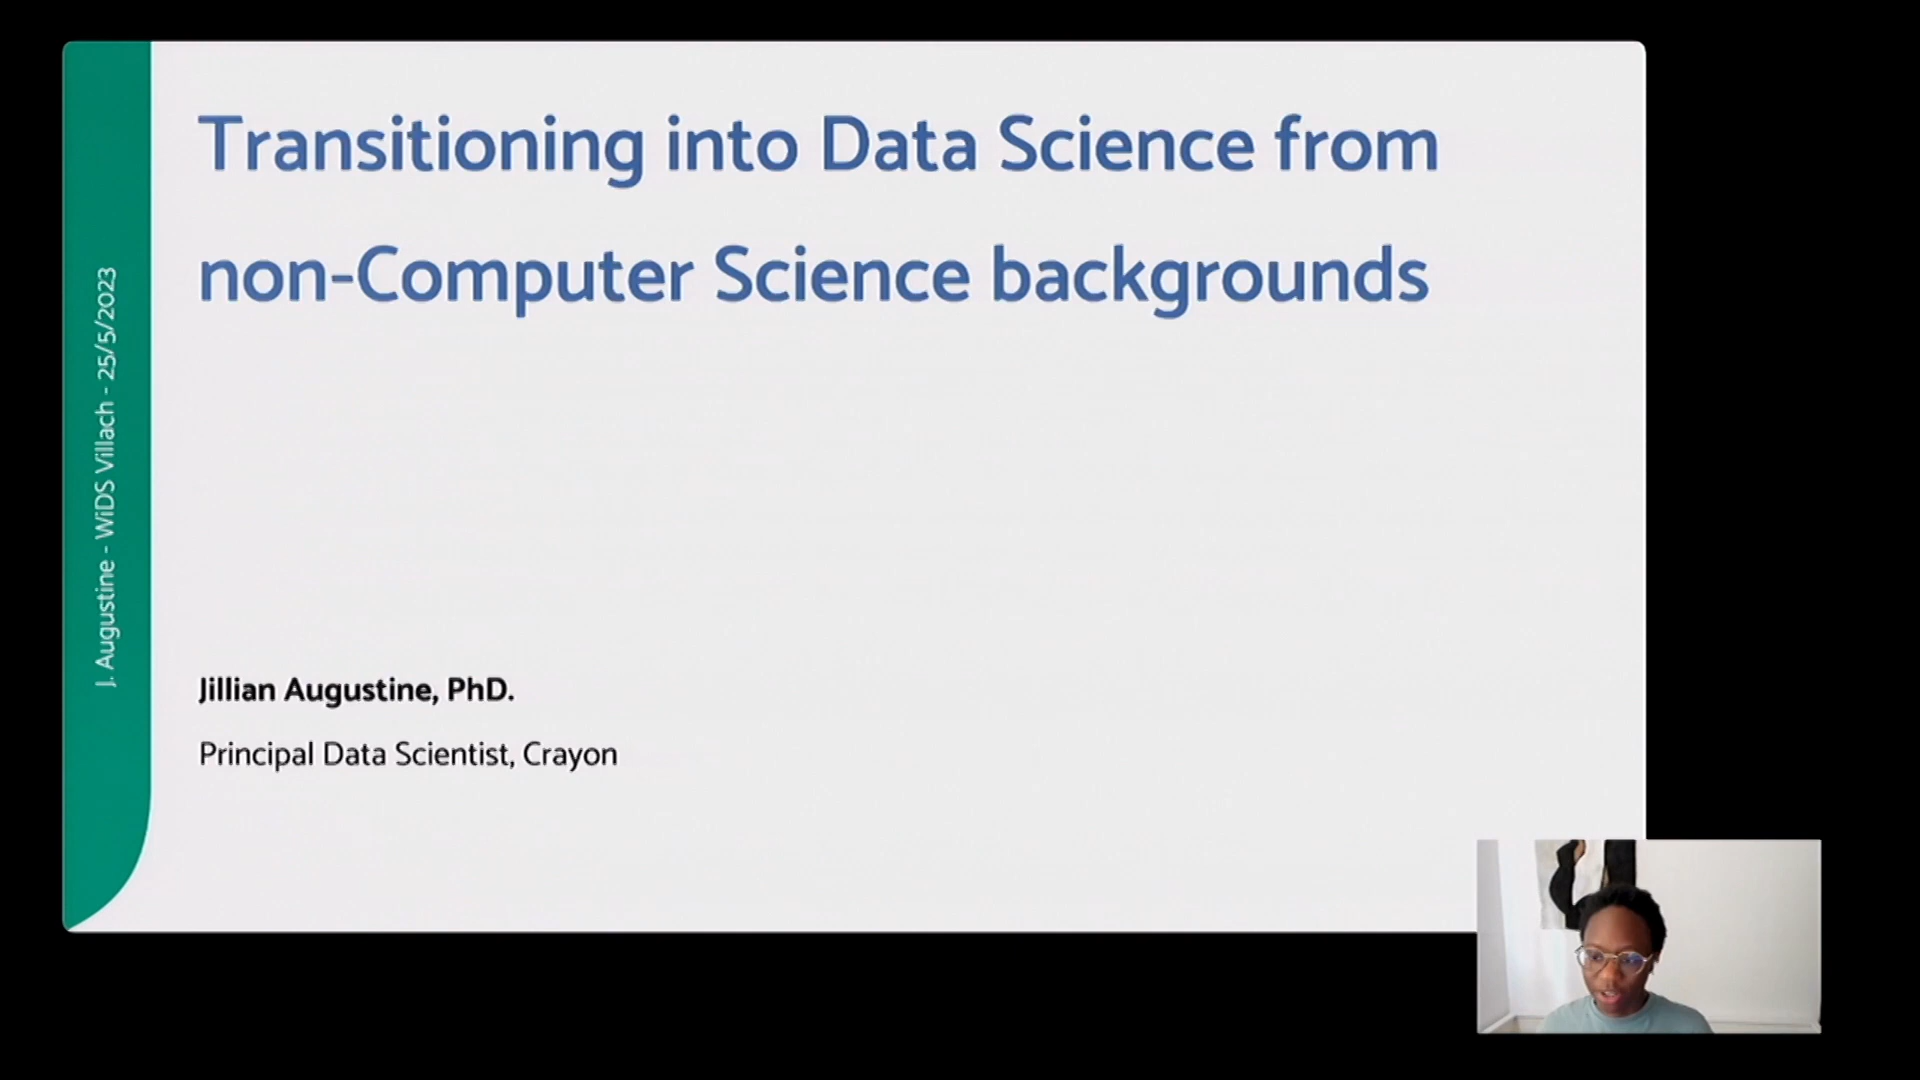 Transitioning into Data Science from
non-Computer Science backgrounds
J. Augustine - WiDS Villach - 25/5/2023
Jillian Augustine, PhD.
Principal Data Scientist, Crayon